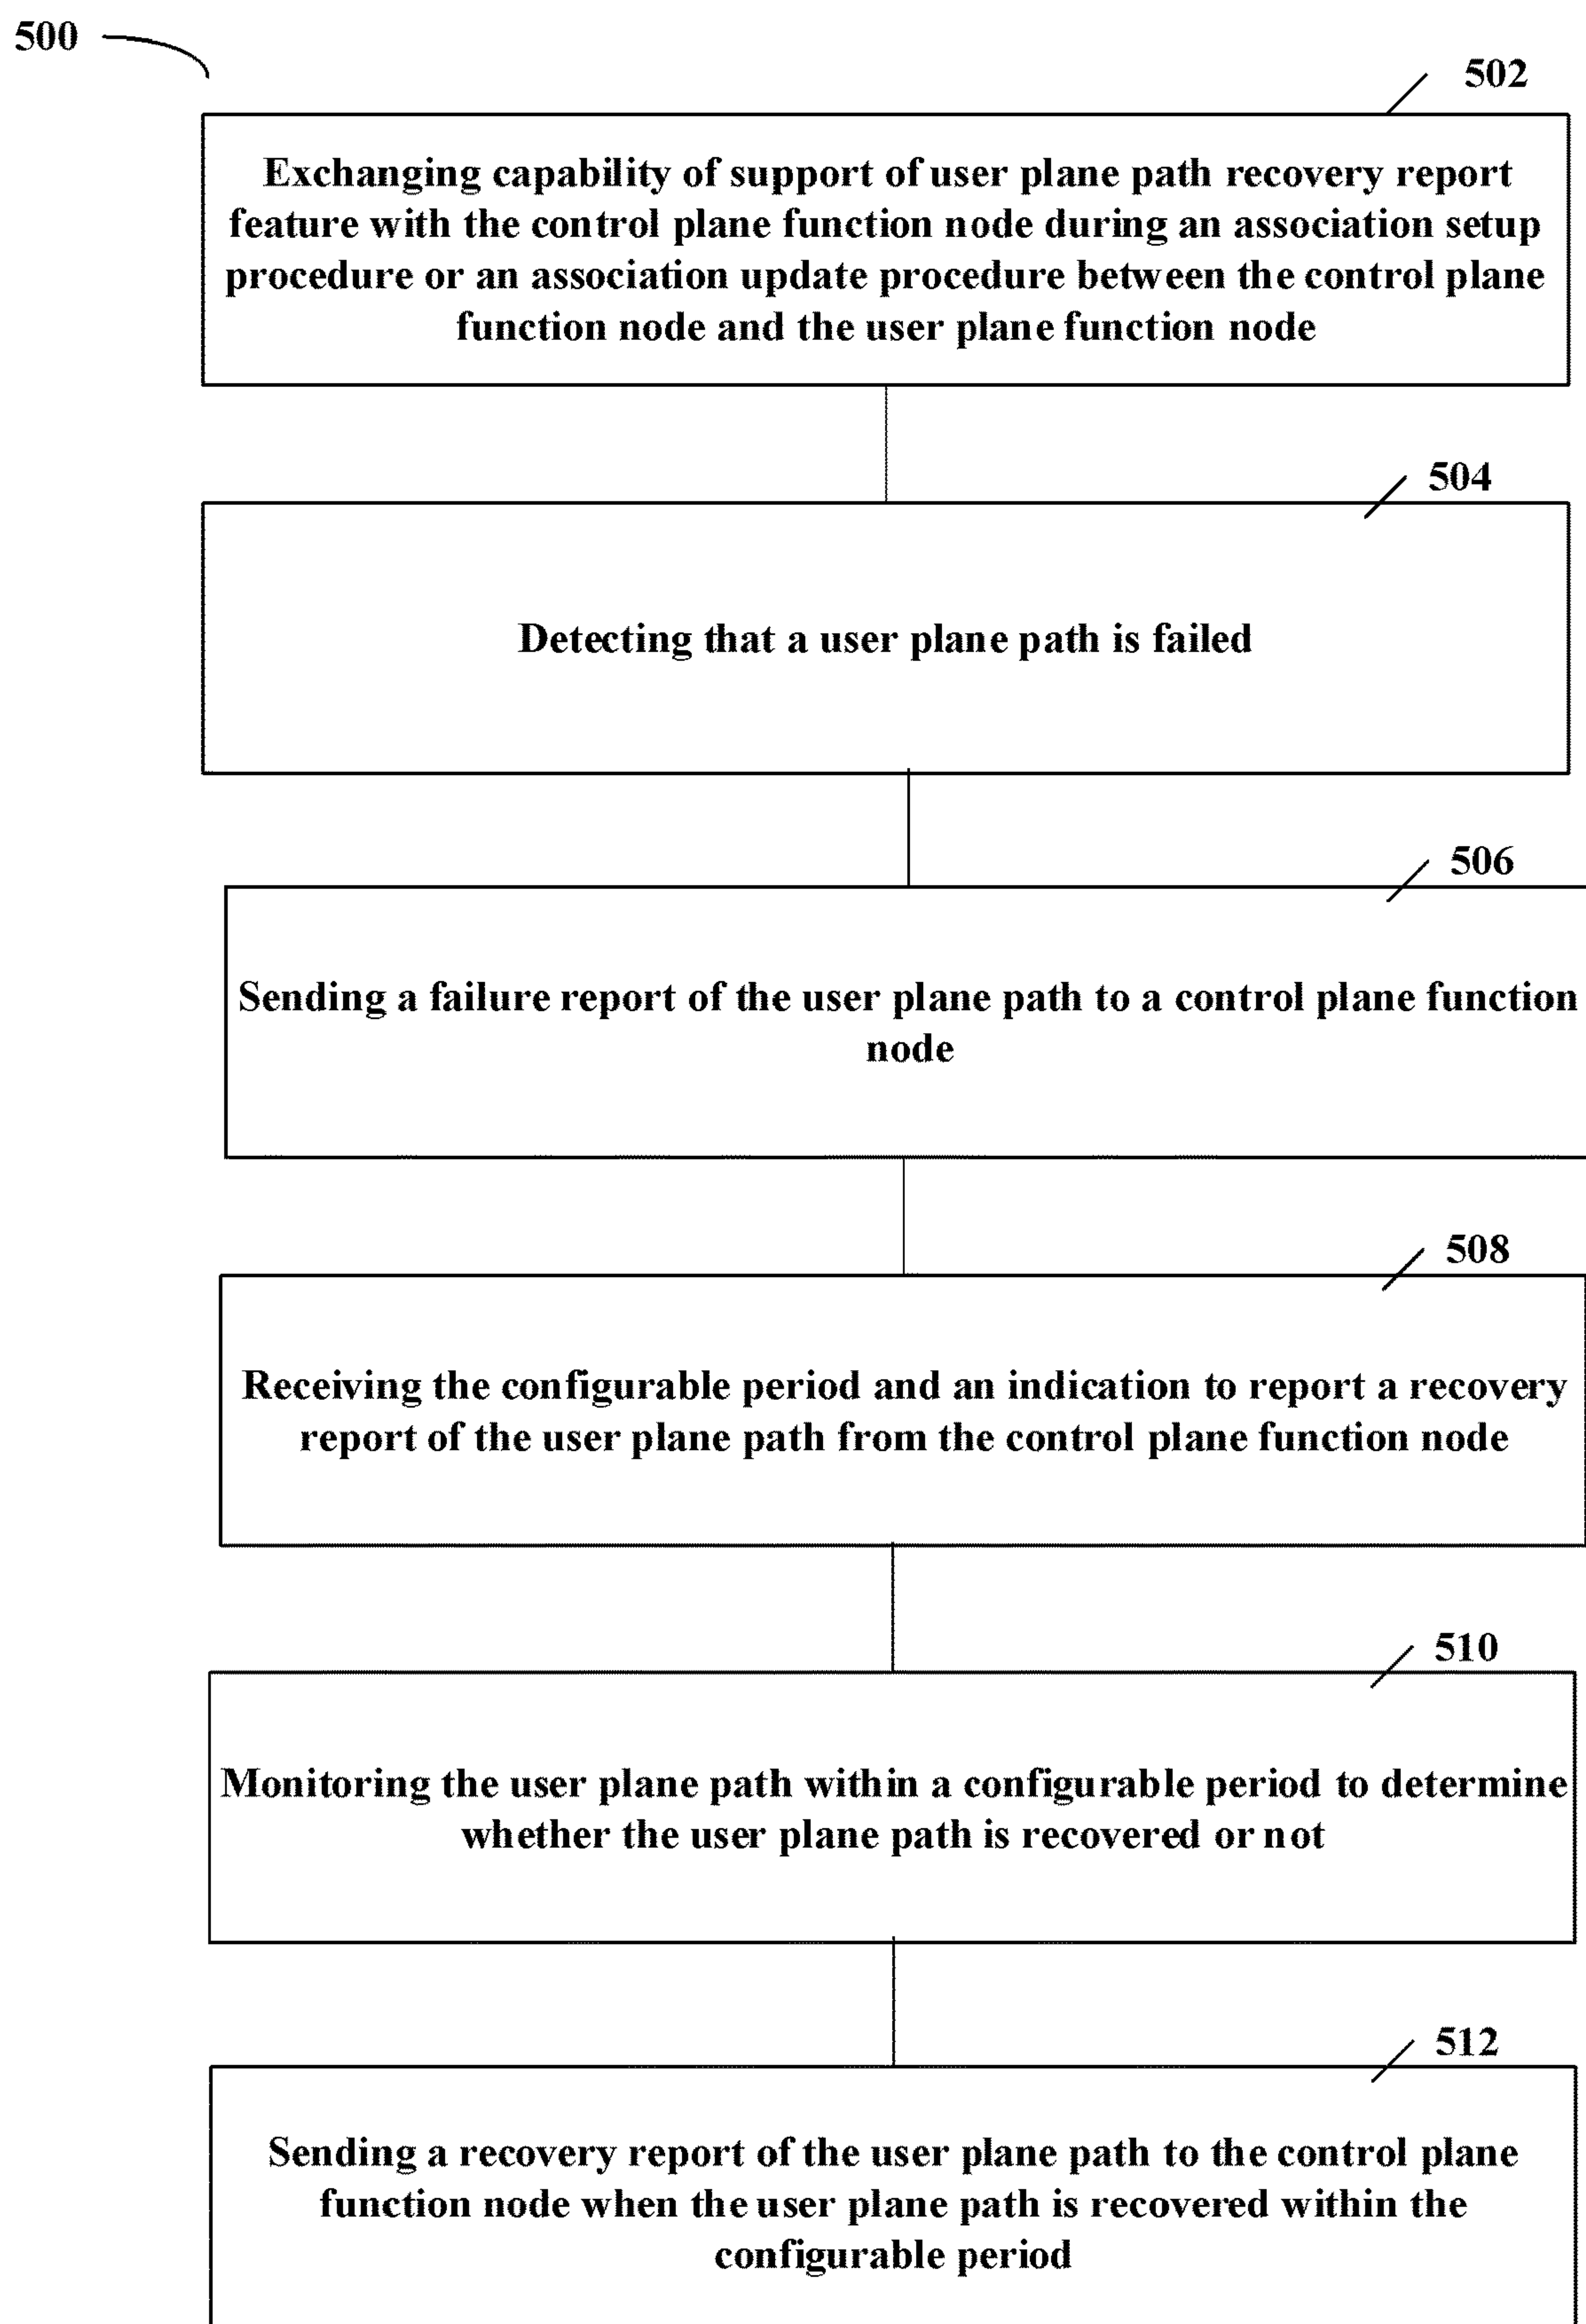 500
502
Exchanging capability of support of user plane path recovery report
feature with the control plane function node during an association setup
procedure or an association update procedure between the control plane
function node and the user plane function node
504
Detecting that a user plane path is failed
506
Sending a failure report of the user plane path to a control plane function
node
508
Receiving the configurable period and an indication to report a recovery
report of the user plane path from the control plane function node
510
Monitoring the user plane path within a configurable period to determine
whether the user plane path is recovered or not
512
Sending a recovery report of the user plane path to the control plane
function node when the user plane path is recovered within the
configurable period